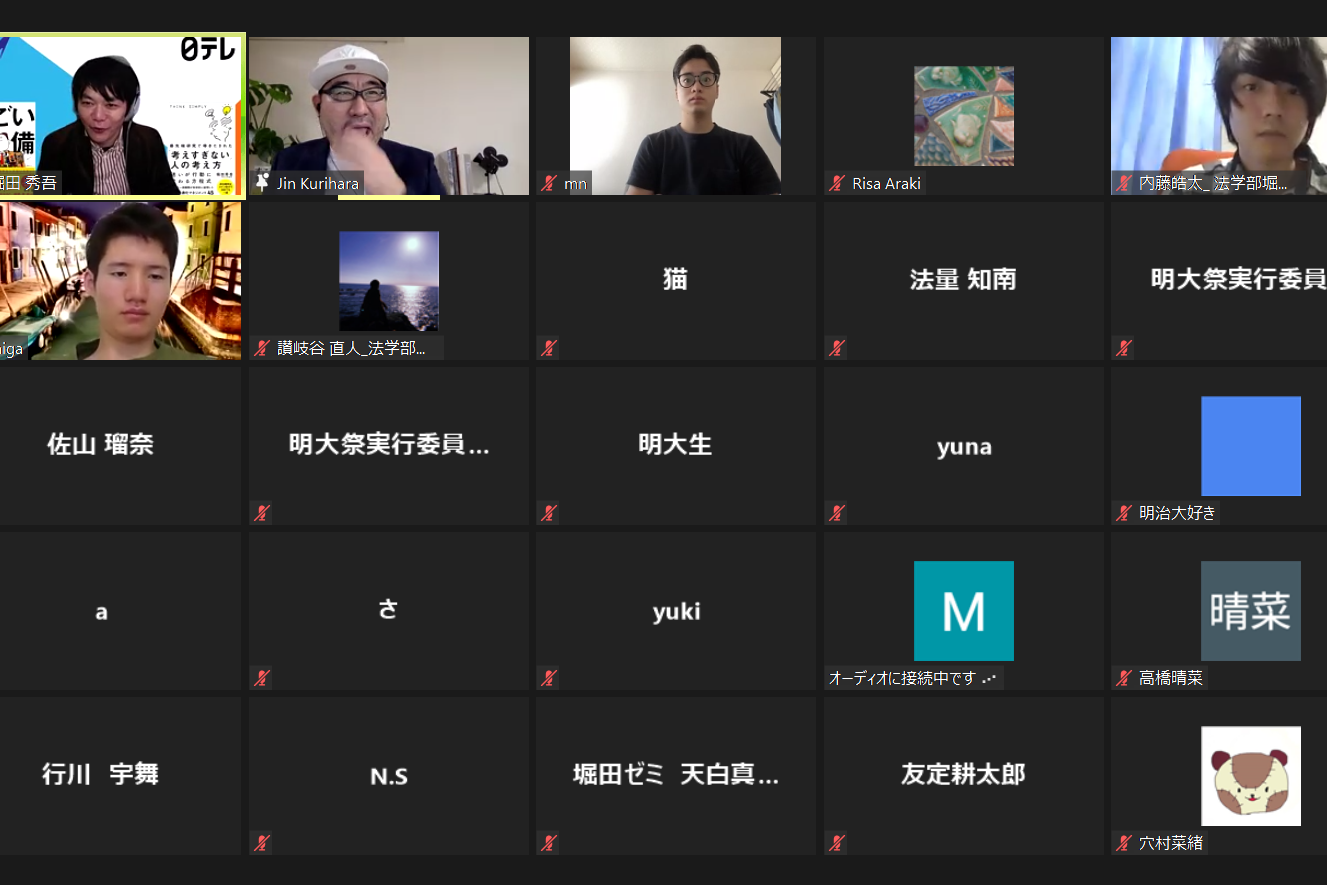 日テレ
ごい
備
THINK SIMPLY
考えすぎない
人の考え方
堀田 秀吾
Jin Kurihara
mn
Risa Araki
内藤皓太_ 法学部堀...
iga
讃岐谷 直人_法学部...
猫
法量 知南
明大祭実行委員
佐山 瑠奈
明大祭実行委員...
明大生
yuna
明治大好き
a
さ
yuki
M
オーディオに接続中です
晴菜
高橋晴菜
行川 宇舞
N.S
堀田ゼミ 天白真...
友定耕太郎
穴村菜緒